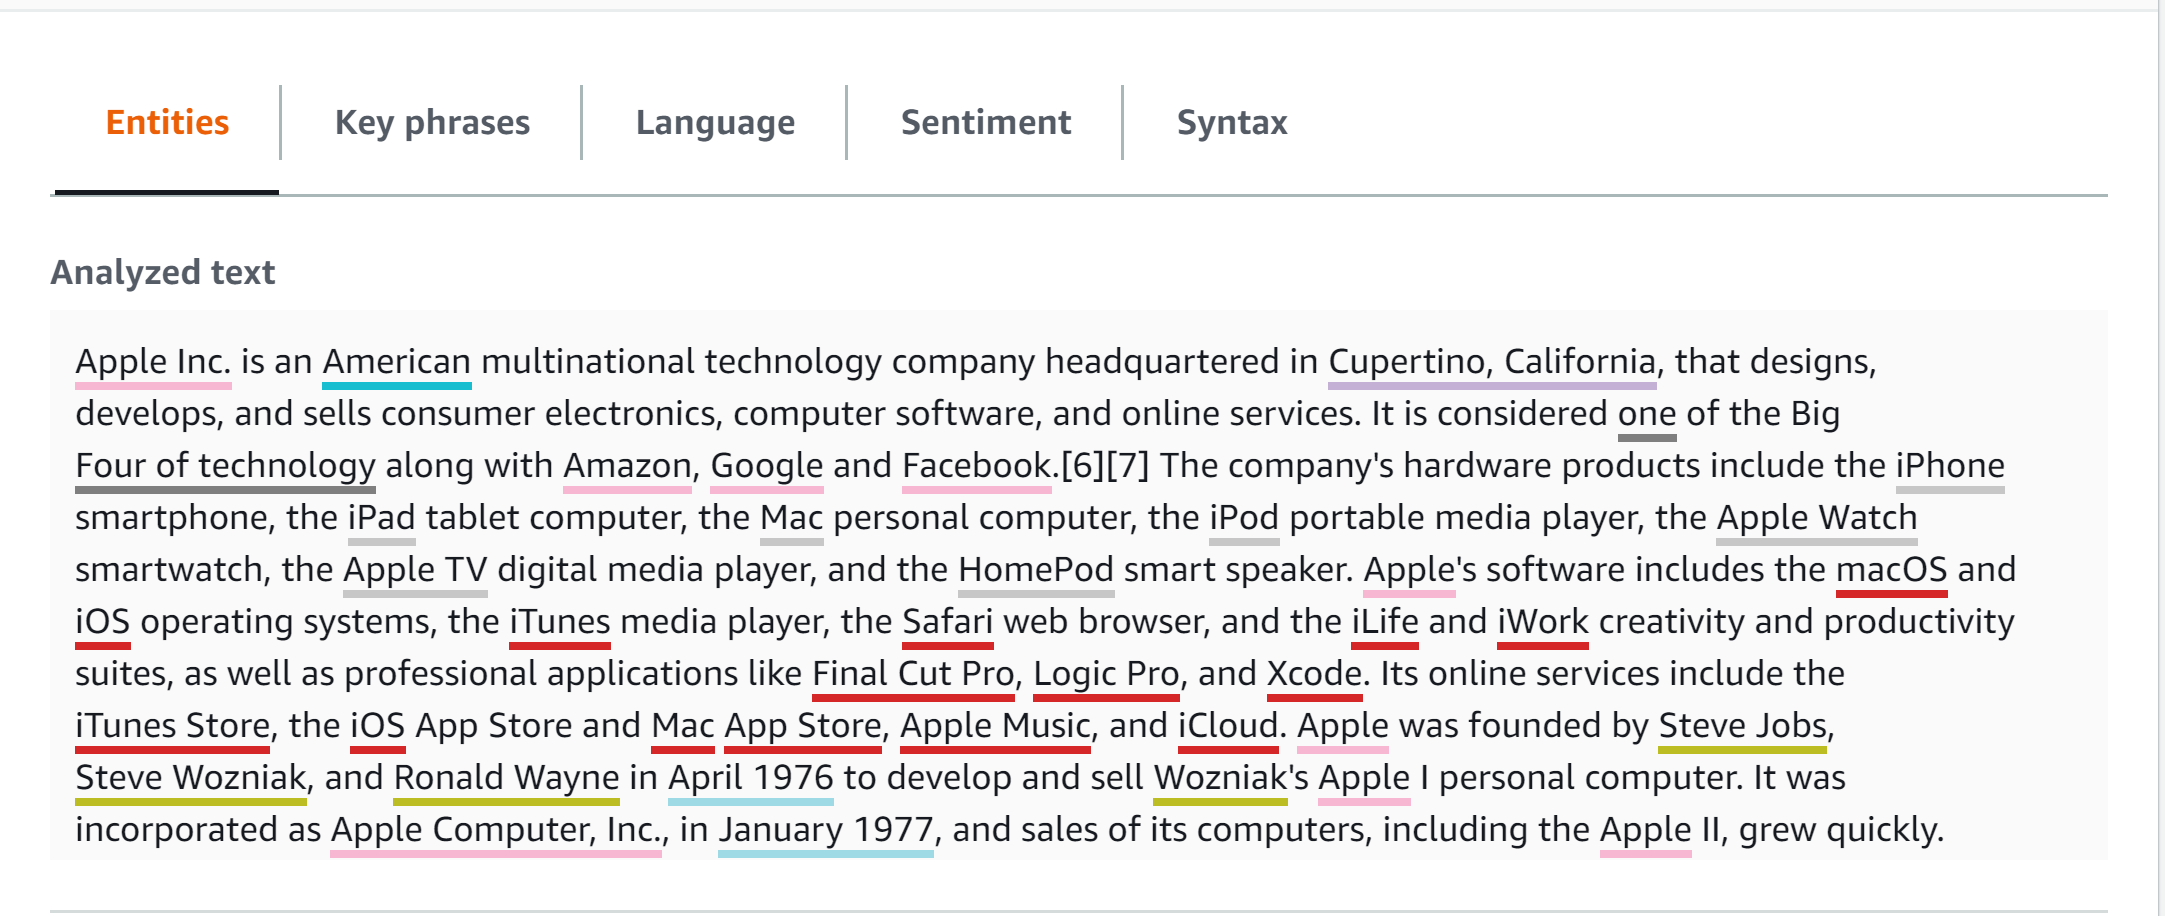 Entities
Key phrases
Language
Sentiment
Syntax
Analyzed text
Apple Inc. is an American multinational technology company headquartered in Cupertino, California, that designs,
develops, and sells consumer electronics, computer software, and online services. It is considered one of the Big
Four of technology along with Amazon, Google and Facebook.[6][7] The company's hardware products include the iPhone
smartphone, the iPad tablet computer, the Mac personal computer, the iPod portable media player, the Apple Watch
smartwatch, the Apple TV digital media player, and the HomePod smart speaker. Apple's software includes the macOS and
iOS operating systems, the iTunes media player, the Safari web browser, and the iLife and iWork creativity and productivity
suites, as well as professional applications like Final Cut Pro, Logic Pro, and Xcode. Its online services include the
iTunes Store, the iOS App Store and Mac App Store, Apple Music, and iCloud. Apple was founded by Steve Jobs,
Steve Wozniak, and Ronald Wayne in April 1976 to develop and sell Wozniak's Apple I personal computer. It was
incorporated as Apple Computer, Inc., in January 1977, and sales of its computers, including the Apple II, grew quickly.